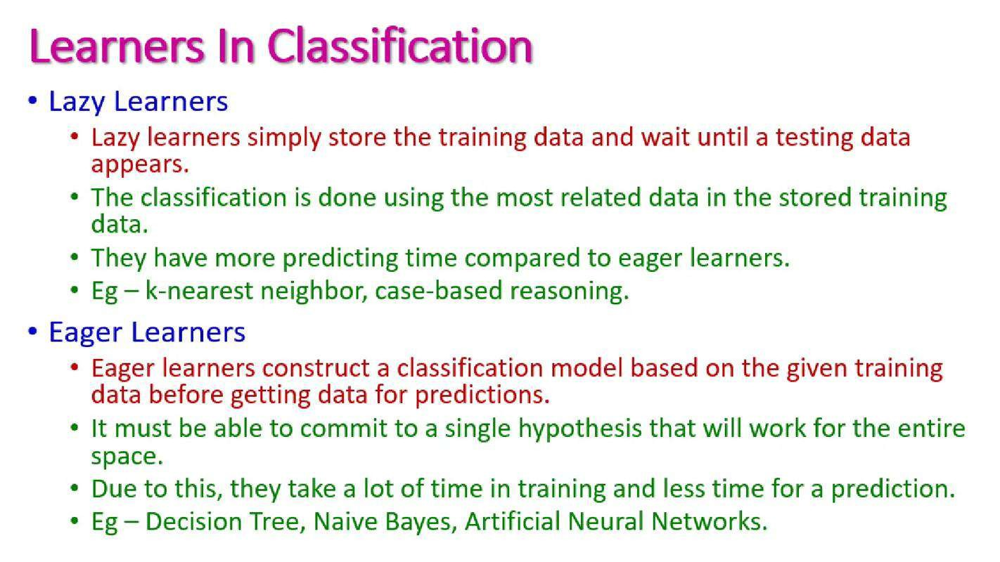 Learners In Classification
• Lazy Learners
• Lazy learners simply store the training data and wait until a testing data
appears.
• The classification is done using the most related data in the stored training
data.
• They have more predicting time compared to eager learners.
• Eg – k-nearest neighbor, case-based reasoning.
• Eager Learners
• Eager learners construct a classification model based on the given training
data before getting data for predictions.
• It must be able to commit to a single hypothesis that will work for the entire
space.
• Due to this, they take a lot of time in training and less time for a prediction.
• Eg – Decision Tree, Naive Bayes, Artificial Neural Networks.